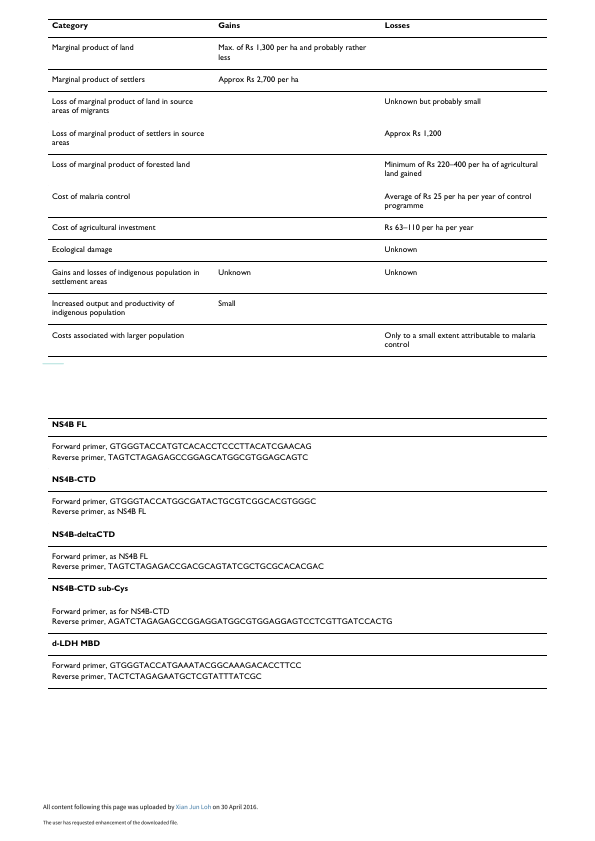 Category Gains Losses
Marginal product of land Max. of Rs 1,300 per ha and probably rather
less
Marginal product of settlers Approx Rs 2,700 per ha
Loss of marginal product of land in source Unknown but probably small
areas of migrants
Loss of marginal product of settlers in source Approx Rs 1,200
areas
Loss of marginal product of forested land Minimum of Rs 220–400 per ha of agricultural
land gained
Cost of malaria control Average of Rs 25 per ha per year of control
programme
Cost of agricultural investment Rs 63–110 per ha per year
Ecological damage Unknown
Gains and losses of indigenous population in Unknown Unknown
settlement areas
Increased output and productivity of Small
indigenous population
Costs associated with larger population Only to a small extent attributable to malaria
control
NS4B FL
Forward primer, GTGGGTACCATGTCACACCTCCCTTACATCGAACAG
Reverse primer, TAGTCTAGAGAGCCGGAGCATGGCGTGGAGCAGTC
NS4B-CTD
Forward primer, GTGGGTACCATGGCGATACTGCGTCGGCACGTGGGC
Reverse primer, as NS4B FL
NS4B-deltaCTD
Forward primer, as NS4B FL
Reverse primer, TAGTCTAGAGACCGACGCAGTATCGCTGCGCACACGAC
NS4B-CTD sub-Cys
Forward primer, as for NS4B-CTD
Reverse primer, AGATCTAGAGAGCCGGAGGATGGCGTGGAGGAGTCCTCGTTGATCCACTG
d-LDH MBD
Forward primer, GTGGGTACCATGAAATACGGCAAAGACACCTTCC
Reverse primer, TACTCTAGAGAATGCTCGTATTTATCGC
All content following this page was uploaded by Xian Jun Loh on 30 April 2016.
The user has requested enhancement of the downloaded file.